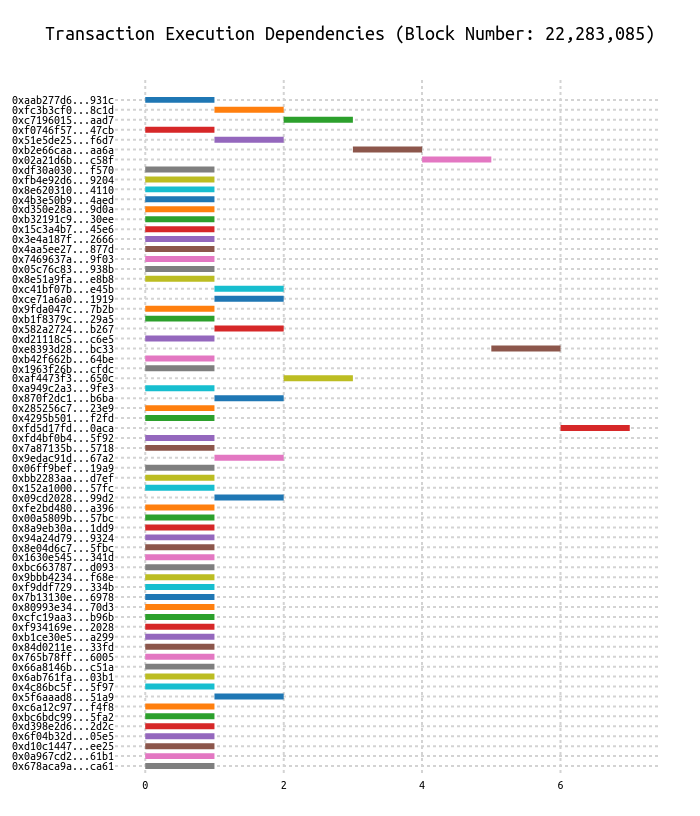 Transaction Execution Dependencies (Block Number: 22,283,085)
0xaab277d6...931c
0xfc3b3cf0...8c1d
0xc7196015...aad7
0xf0746f57...47cb
0x51e5de25...f6d7
0xb2e66caa...aa6a
0x02a21d6b...c58f
0xdf30a030...f570
0xfb4e92d6...9204
0x8e620310...4110
0x4b3e50b9...4aed
0xd350e28a...9d0a
0xb32191c9...30ee
0x15c3a4b7...45e6
0x3e4a187f...2666
0x4aa5ee27...877d
0x7469637a...9f03
0x05c76c83...938b
0x8e51a9fa...e8b8
0xc41bf07b...e45b
0xce71a6a0...1919
0x9fda047c...7b2b
0xb1f8379c...29a5
0x582a2724...b267
0xd21118c5...c6e5
0xe8393d28...bc33
0xb42f662b...64be
0x1963f26b...cfdc
0xaf4473f3...650c
0xa949c2a3...9fe3
0x870f2dc1...b6ba
0x285256c7...23e9
0x4295b501...f2fd
0xfd5d17fd...0aca
0xfd4bf0b4...5f92
0x7a87135b...5718
0x9edac91d...67a2
0x06ff9bef...19a9
0xbb2283aa...d7ef
0x152a1000...57fc
0x09cd2028...99d2
0xfe2bd480...a396
0x00a5809b...57bc
0x8a9eb30a...1dd9
0x94a24d79...9324
0x8e04d6c7...5fbc
0x1630e545...341d
0xbc663787...d093
0x9bbb4234...f68e
0xf9ddf729...334b
0x7b13130e...6978
0x80993e34...70d3
0xcfc19aa3...b96b
0xf934169e...2028
0xb1ce30e5...a299
0x84d0211e...33fd
0x765b78ff...6005
0x66a8146b...c51a
0x6ab761fa...03b1
0x4c86bc5f...5f97
0x5f6aaad8...51a9
0xc6a12c97...f4f8
0xbc6bdc99...5fa2
0xd398e2d6...2d2c
0x6f04b32d...05e5
0xd10c1447...ee25
0x0a967cd2...61b1
0x678aca9a...ca61
0 2 4 6